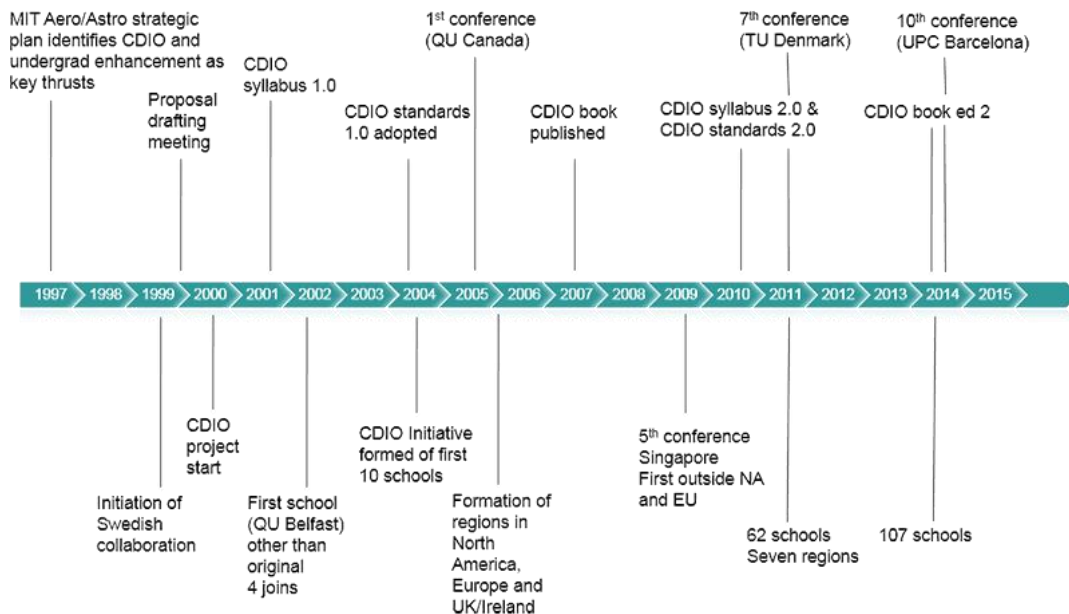 MIT Aero/Astro strategic
plan identifies CDIO and
undergrad enhancement as
key thrusts
Proposal
drafting
meeting
CDIO
syllabus 1.0
CDIO standards
1.0 adopted
1st conference
(QU Canada)
CDIO book
published
CDIO syllabus 2.0 &
CDIO standards 2.0
7th conference
(TU Denmark)
CDIO book ed 2
10th conference
(UPC Barcelona)
1997 1998 1999 2000 2001 2002 2003 2004 2005 2006 2007 2008 2009 2010 2011 2012 2013 2014 2015
Initiation of
Swedish
collaboration
CDIO
project
start
First school
(QU Belfast)
other than
original
4 joins
CDIO Initiative
formed of first
10 schools
Formation of
regions in
North
America,
Europe and
UK/Ireland
5th conference
Singapore
First outside NA
and EU
62 schools
Seven regions
107 schools